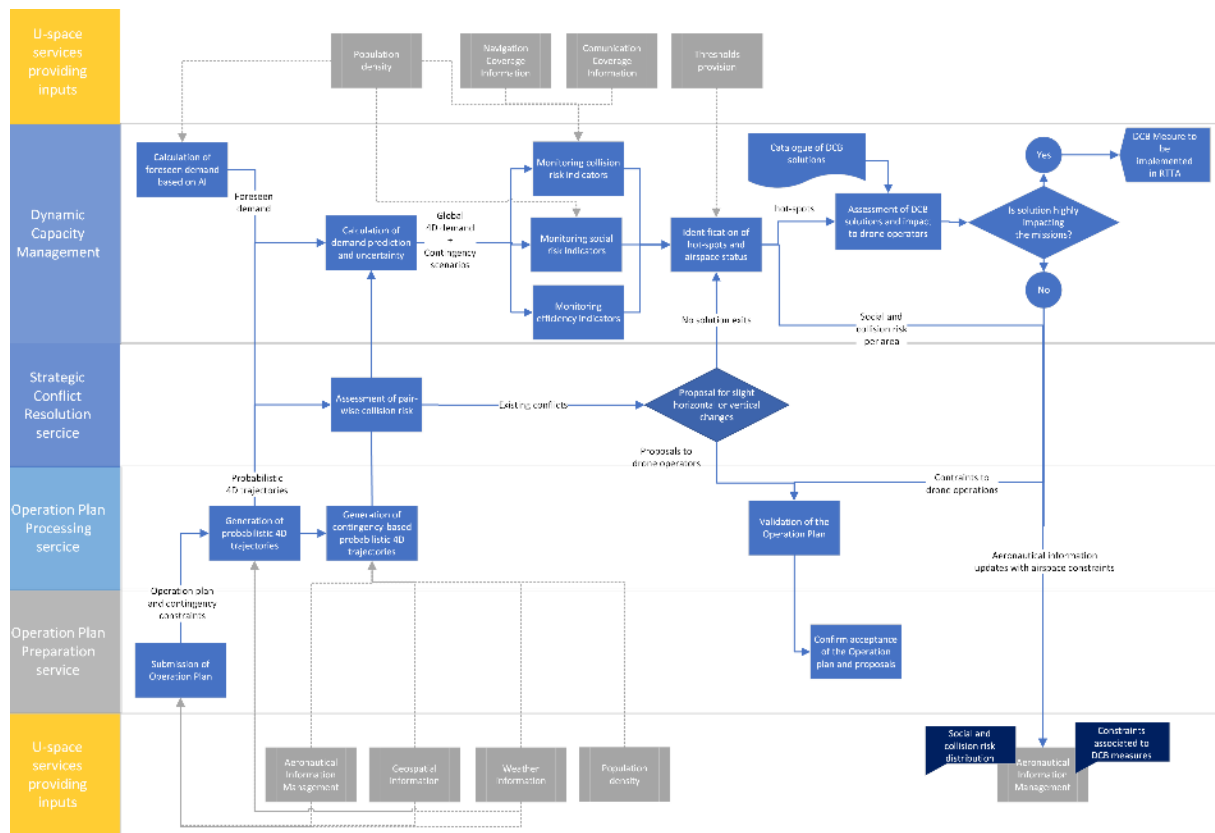 U-space
services
providing
inputs
Population
density
Navigation
Coverage
Information
Comunication
Coverage
Information
Thresholds
provision
Dynamic
Capacity
Management
Calculation of
foreseen demand
based on AI
Foreseen
demand
Calculation of
demand prediction
and uncertainty
Global
4D demand
+
Contingency
scenarios
Monitoring collision
risk indicators
Monitoring social
risk indicators
Monitoring
efficiency indicators
Identification of
hot-spots and
airspace status
Catalogue of DCB
solutions
hot-spots
Assessment of DCB
solutions and impact
to drone operators
Is solution highly
impacting
the missions?
Yes
DCB Measure to
be
implemented
in RTTA
No
No solution exits
Social and
collision risk
per area
Strategic
Conflict
Resolution
sercice
Assessment of pair-
wise collision risk
Existing conflicts
Proposal for slight
horizontal or vertical
changes
Proposals to
drone operators
Operation Plan
Processing
sercice
Probabilistic
4D trajectories
Generation of
probabilistic 4D
trajectories
Generation of
contingency-based
probabilistic 4D
trajectories
Validation of the
Operation Plan
Contraints to
drone operations
Aeronautical information
updates with airspace constraints
Operation Plan
Preparation
service
Operation plan
and contingency
constraints
Submission of
Operation Plan
Confirm acceptance
of the Operation
plan and proposals
U-space
services
providing
inputs
Aeronautical
Information
Management
Geospatial
Information
Weather
Information
Population
density
Social and
collision risk
distribution
Aeronautical
Information
Management
Constraints
associated to
DCB measures